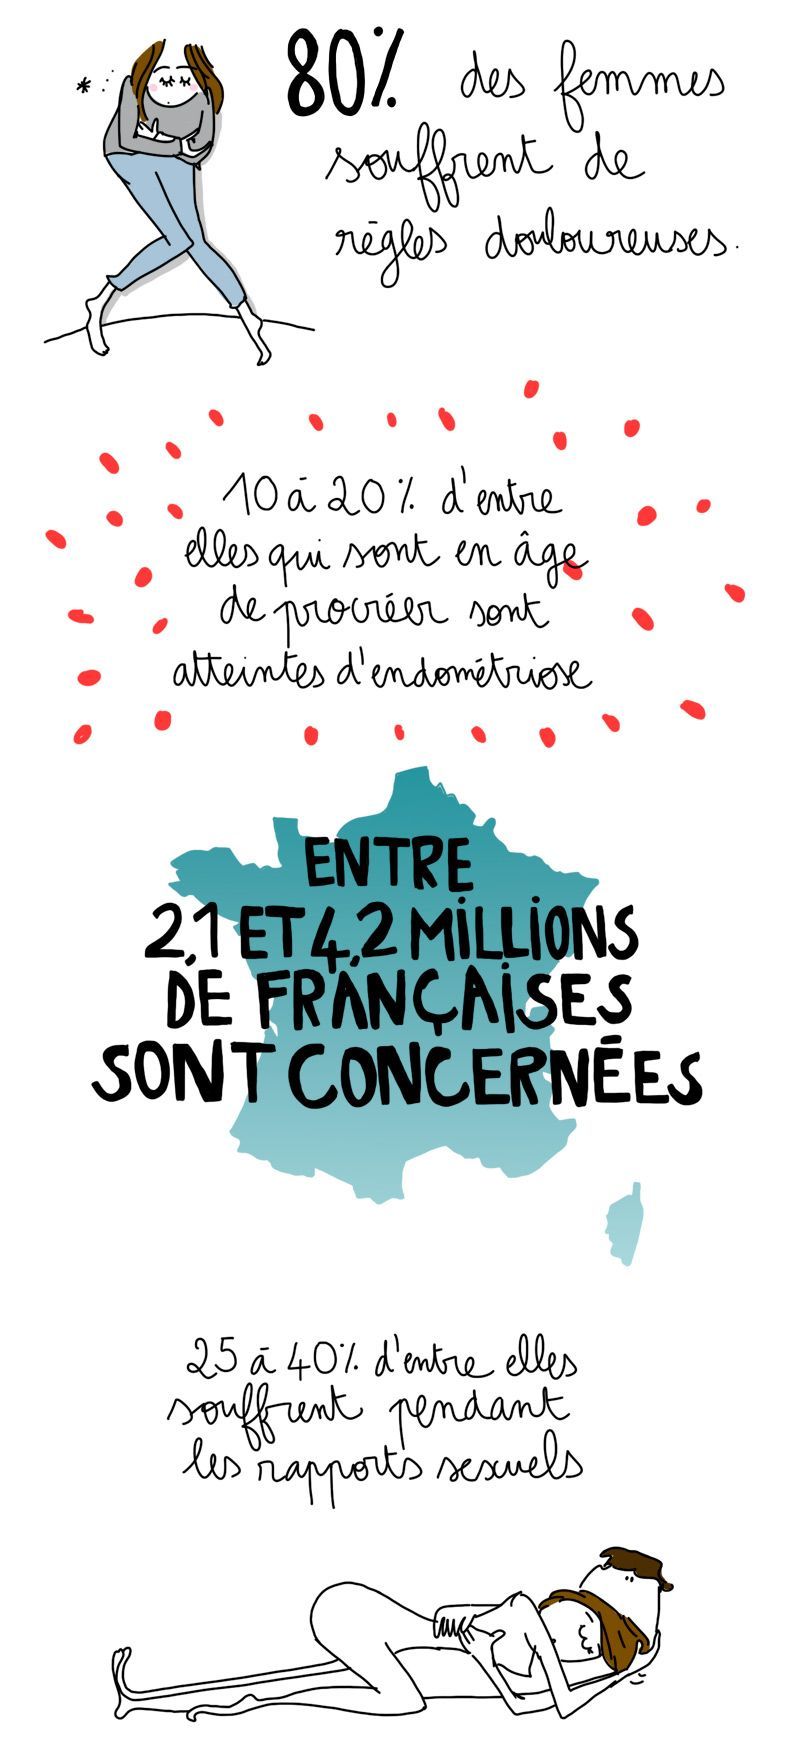 80% des femmes
souffrent de
règles douloureuses.
10 à 20% d'entre
elles qui sont en âge
de procréer sont
atteintes d'endométriose
ENTRE
2,1 ET 4,2 MILLIONS
DE FRANÇAISES
SONT CONCERNÉES
25 à 40% d'entre elles
souffrent pendant
les rapports sexuels